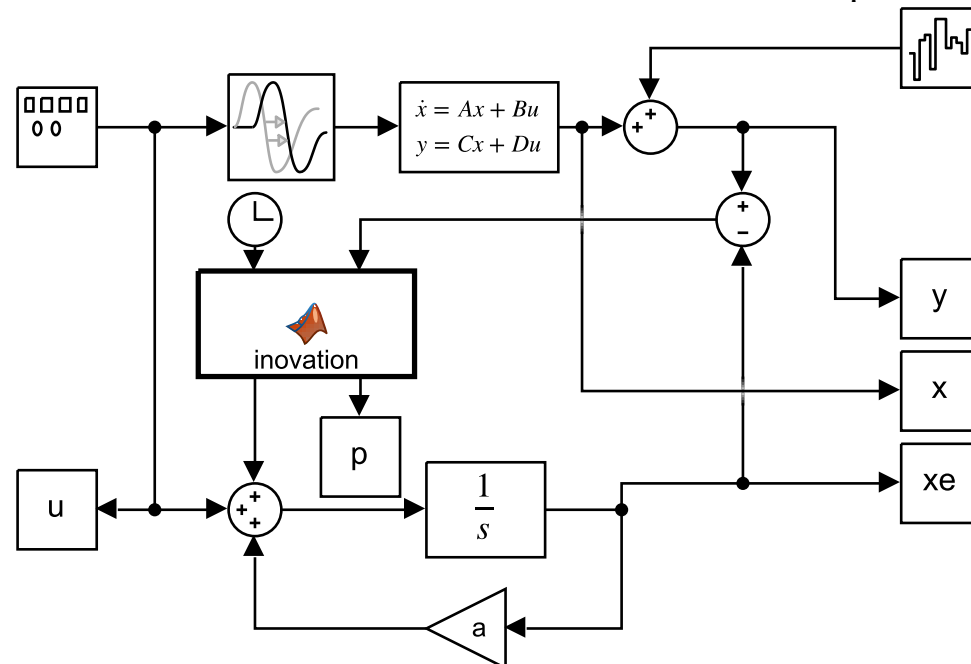 ẋ = Ax + Bu
y = Cx + Du
+
+
+
−
y
inovation
x
p
xe
1
s
u
+
+
+
a